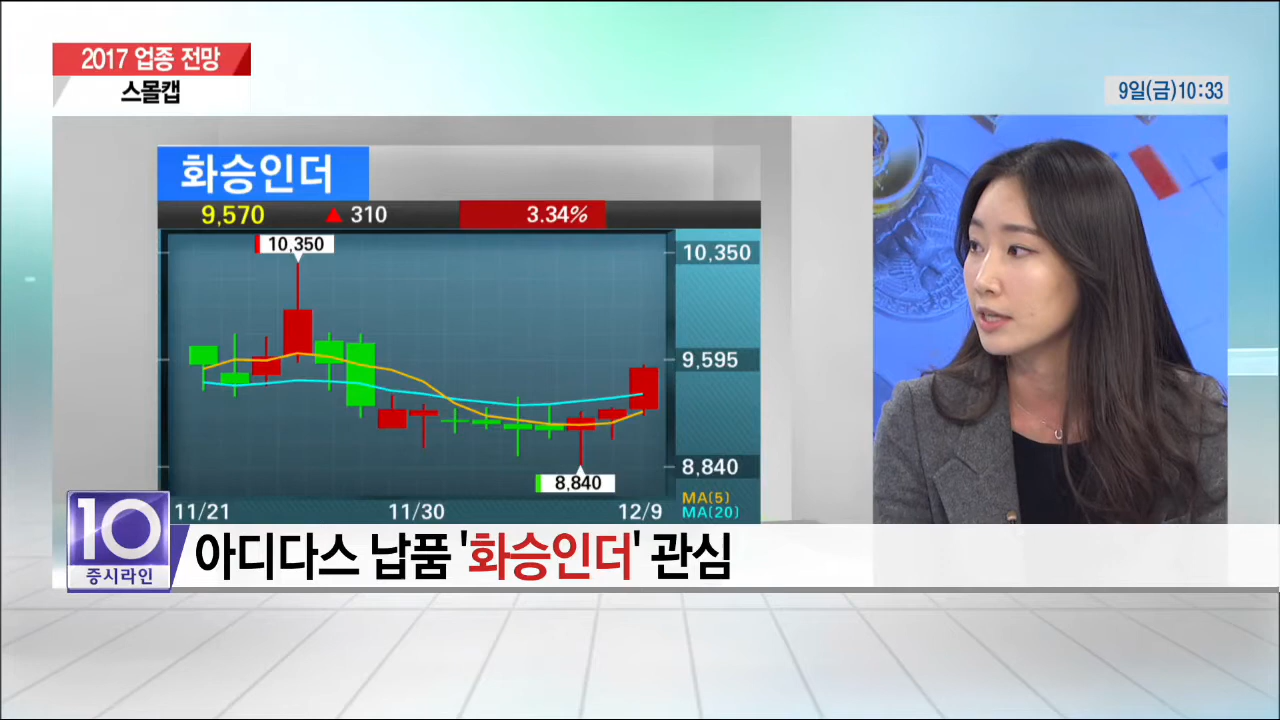 2017 업종 전망
스몰캡
9일(금)10:33
화승인더
9,570 ▲ 310 3.34%
10,350
10,350
9,595
8,840
8,840
MA(5)
MA(20)
11/21 11/30 12/9
10
증시라인
아디다스 납품 '화승인더' 관심